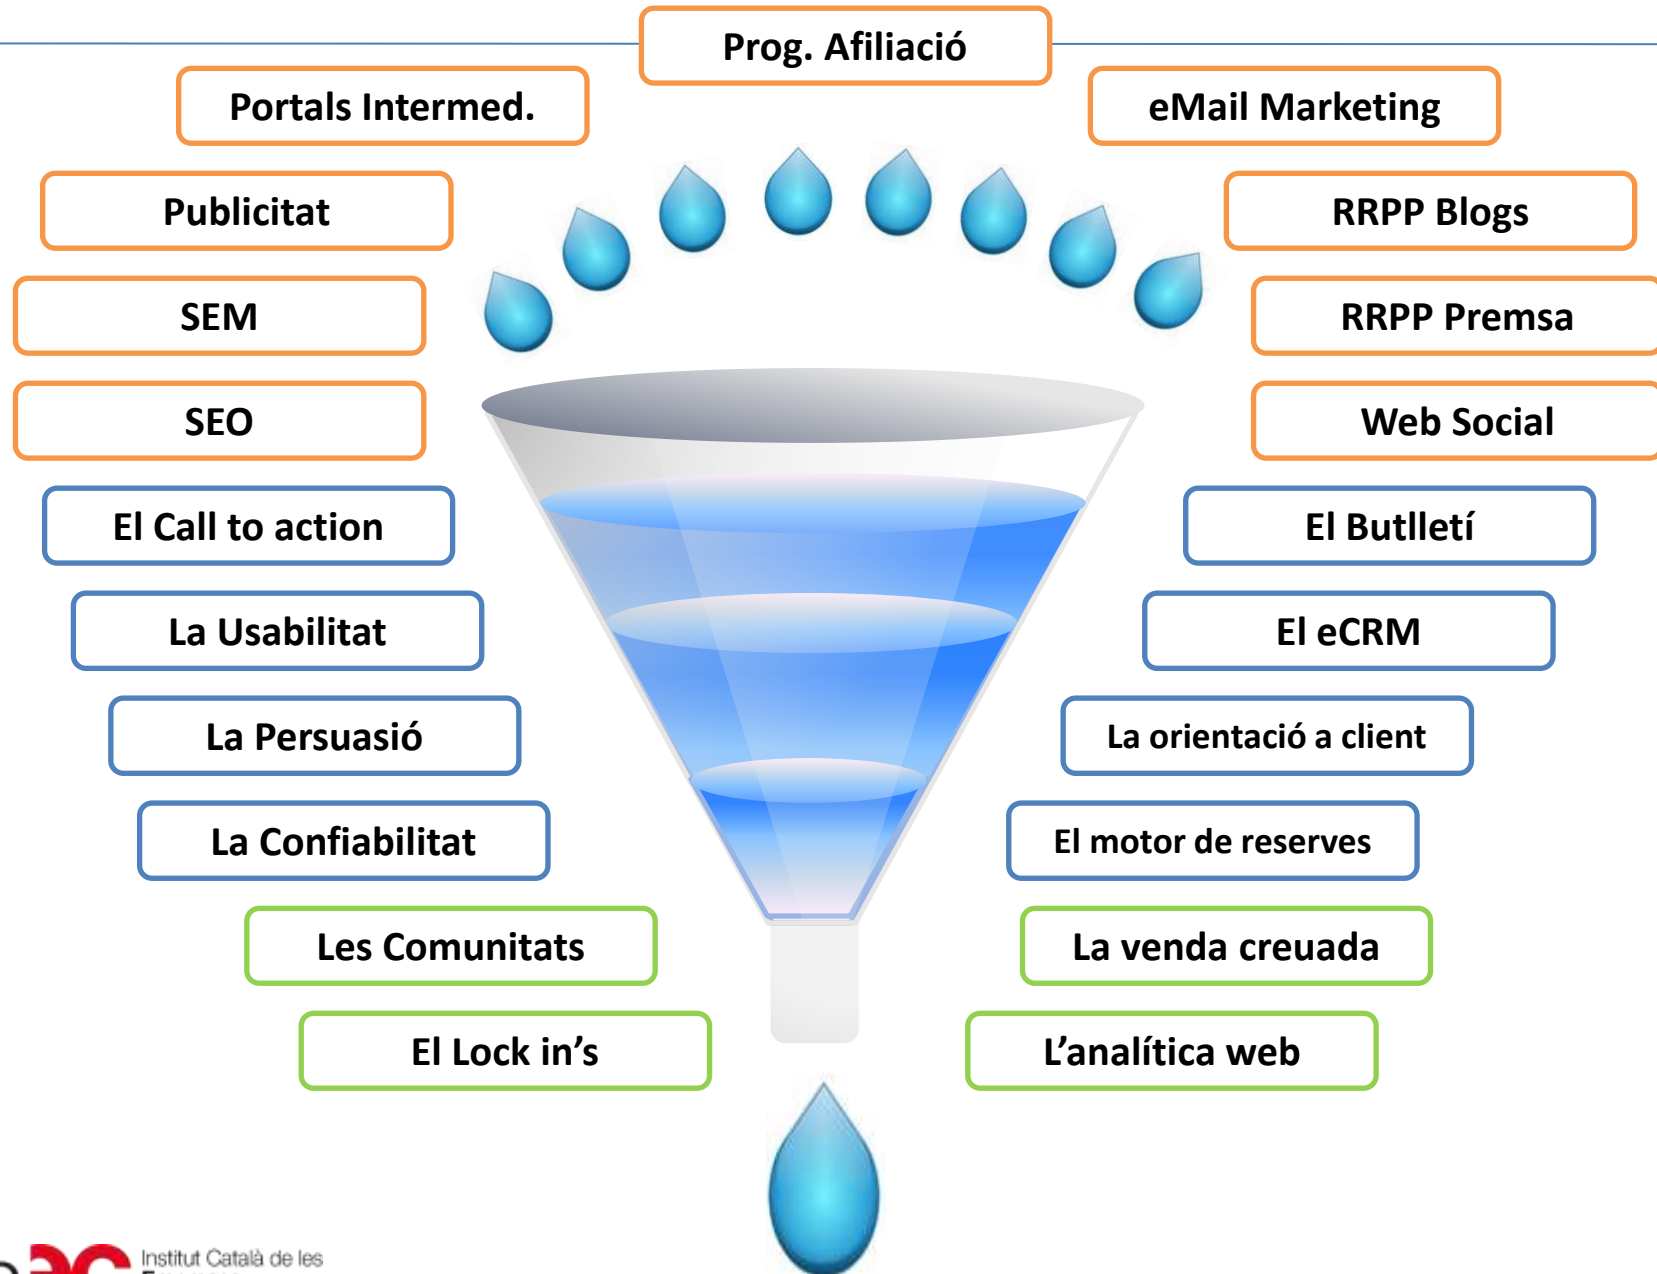 Prog. Afiliació
Portals Intermed.
eMail Marketing
Publicitat
RRPP Blogs
SEM
RRPP Premsa
SEO
Web Social
El Call to action
El Butlletí
La Usabilitat
El eCRM
La Persuasió
La orientació a client
La Confiabilitat
El motor de reserves
Les Comunitats
La venda creuada
El Lock in’s
L’analítica web
Institut Català de les